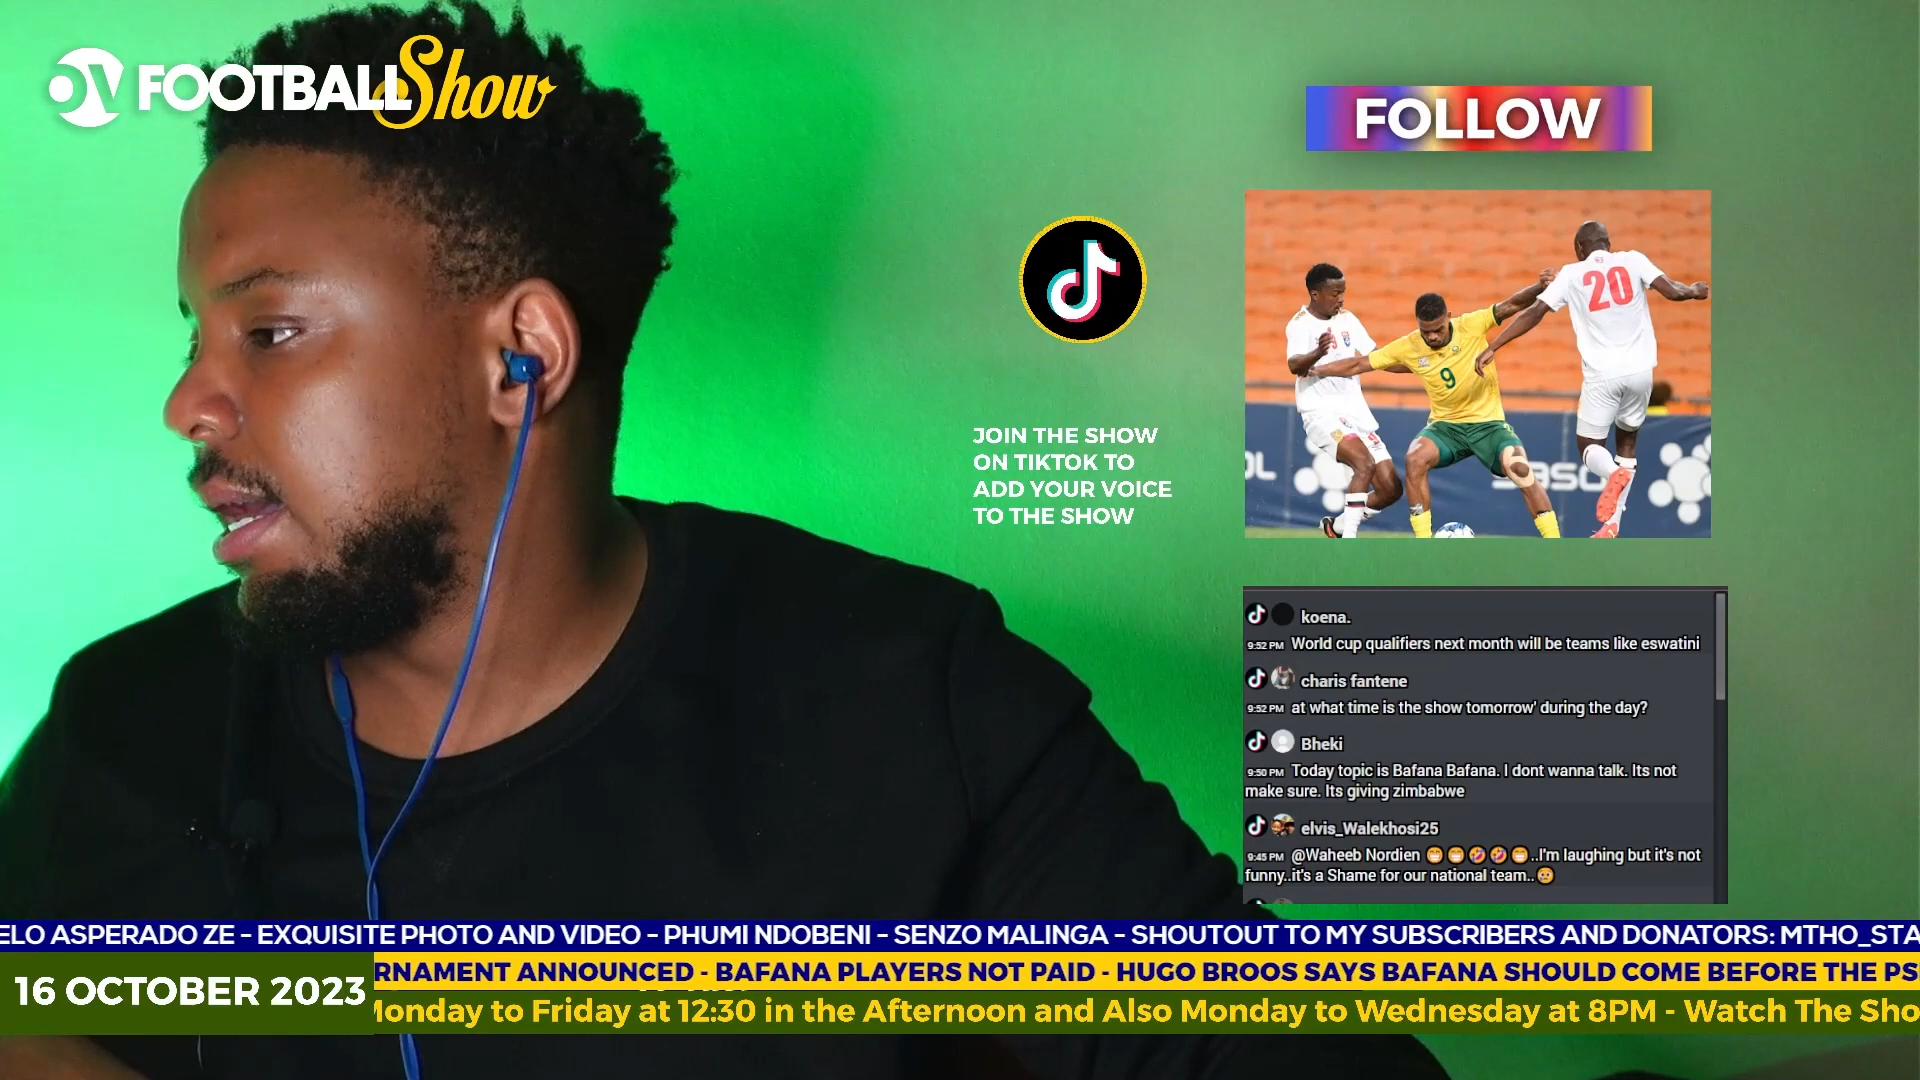 FOOTBALL Show
FOLLOW
20
9
JOIN THE SHOW
ON TIKTOK TO
ADD YOUR VOICE
TO THE SHOW
koena.
9:52 PM World cup qualifiers next month will be teams like eswatini
charis fantene
9:52 PM at what time is the show tomorrow' during the day?
Bheki
9:50 PM Today topic is Bafana Bafana. I dont wanna talk. Its not
make sure. Its giving zimbabwe
elvis_Walekhosi25
9:45 PM @Waheeb Nordien 😁😁🤣🤣😁..I'm laughing but it's not
funny..it's a Shame for our national team..😢
ELO ASPERADO ZE - EXQUISITE PHOTO AND VIDEO - PHUMI NDOBENI - SENZO MALINGA - SHOUTOUT TO MY SUBSCRIBERS AND DONATORS: MTHO_STA
RNAMENT ANNOUNCED - BAFANA PLAYERS NOT PAID - HUGO BROOS SAYS BAFANA SHOULD COME BEFORE THE PS
16 OCTOBER 2023
Monday to Friday at 12:30 in the Afternoon and Also Monday to Wednesday at 8PM - Watch The Sho